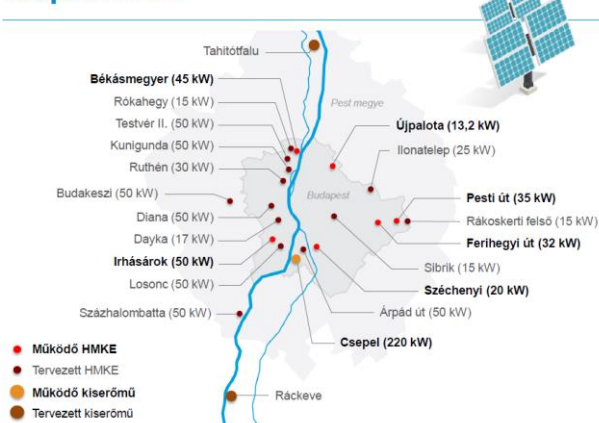 Tahitótfalu
Békásmegyer (45 kW)
Rókahegy (15 kW)
Testvér II. (50 kW)
Kunigunda (50 kW)
Ruthén (30 kW)
Budakeszi (50 kW)
Diana (50 kW)
Dayka (17 kW)
Irhásárok (50 kW)
Losonc (50 kW)
Százhalombatta (50 kW)
Pest megye
Budapest
Újpalota (13,2 kW)
Ilonatelep (25 kW)
Pesti út (35 kW)
Rákoskerti felső (15 kW)
Ferihegyi út (32 kW)
Sibrik (15 kW)
Széchenyi (20 kW)
Árpád út (50 kW)
Csepel (220 kW)
Ráckeve
Működő HMKE
Tervezett HMKE
Működő kiserőmű
Tervezett kiserőmű